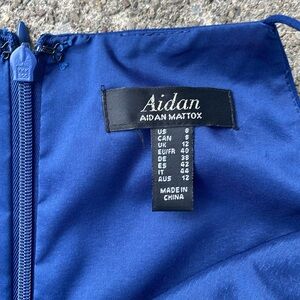 Aidan
AIDAN MATTOX
US 8
CAN 8
UK 12
EU/FR 40
DE 38
ES 42
IT 44
AUS 12
MADE IN
CHINA